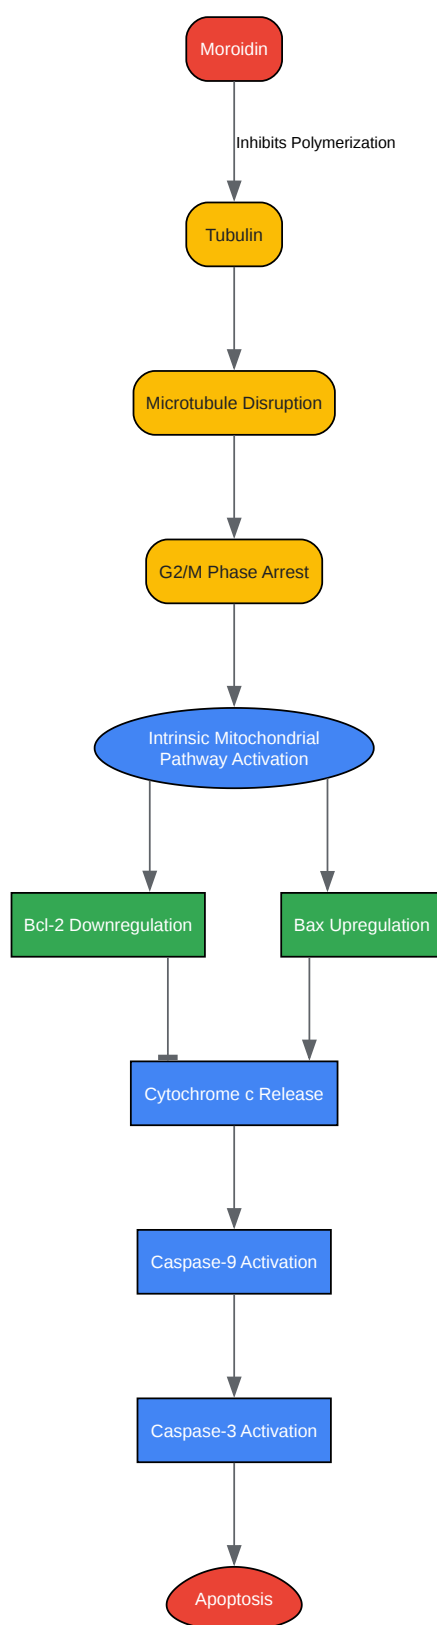 Moroidin
Inhibits Polymerization
Tubulin
Microtubule Disruption
G2/M Phase Arrest
Intrinsic Mitochondrial
Pathway Activation
Bcl-2 Downregulation
Bax Upregulation
Cytochrome c Release
Caspase-9 Activation
Caspase-3 Activation
Apoptosis